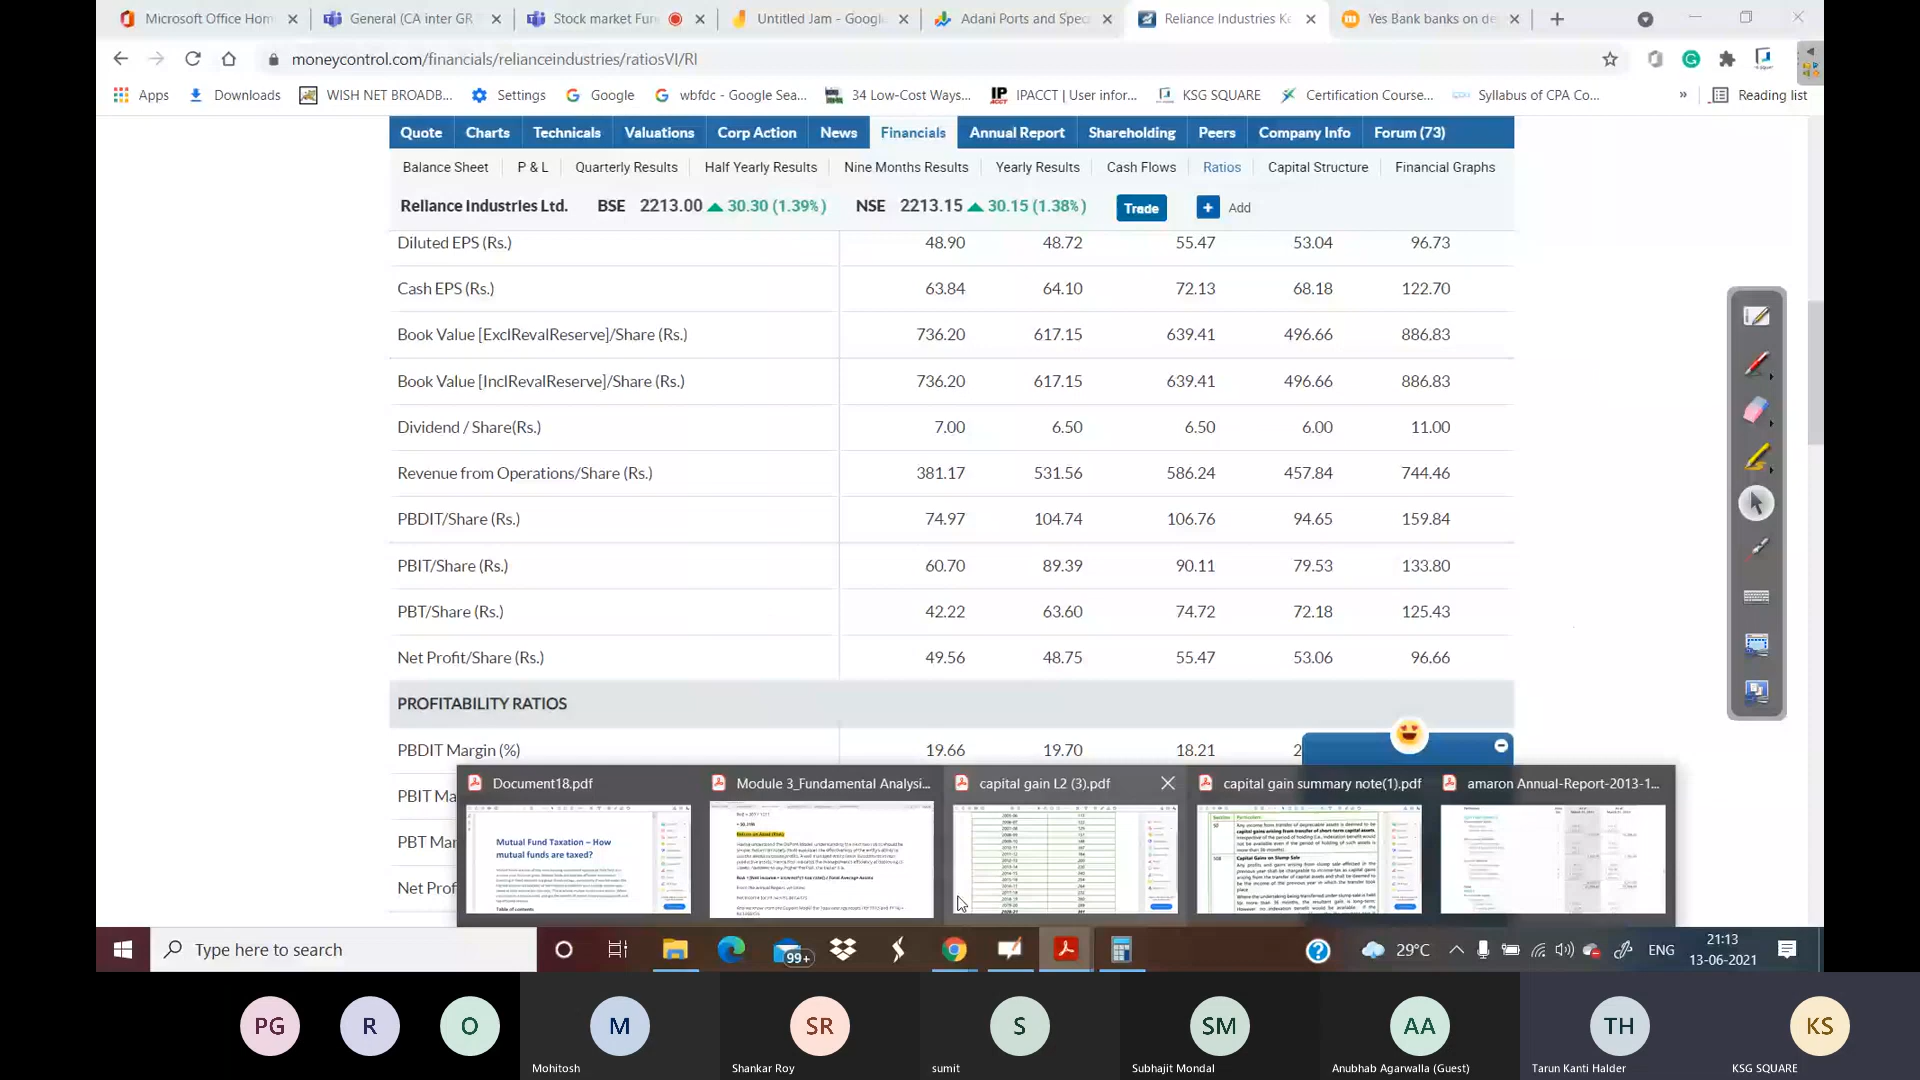 Microsoft Office Hom
General (CA inter GR
Stock market Fun
Untitled Jam - Google
Adani Ports and Spec
Reliance Industries Ke
Yes Bank banks on de
moneycontrol.com/financials/relianceindustries/ratiosVI/RI
Apps
Downloads
WISH NET BROADB...
Settings
Google
wbfdc - Google Sea...
34 Low-Cost Ways...
IPACCT | User infor...
KSG SQUARE
Certification Course...
Syllabus of CPA Co...
»
Reading list
Quote Charts Technicals Valuations Corp Action News Financials Annual Report Shareholding Peers Company Info Forum (73)
Balance Sheet P & L Quarterly Results Half Yearly Results Nine Months Results Yearly Results Cash Flows Ratios Capital Structure Financial Graphs
Reliance Industries Ltd. BSE 2213.00 30.30 (1.39%) NSE 2213.15 30.15 (1.38%) Trade + Add
Diluted EPS (Rs.) 48.90 48.72 55.47 53.04 96.73
Cash EPS (Rs.) 63.84 64.10 72.13 68.18 122.70
Book Value [ExclRevalReserve]/Share (Rs.) 736.20 617.15 639.41 496.66 886.83
Book Value [InclRevalReserve]/Share (Rs.) 736.20 617.15 639.41 496.66 886.83
Dividend / Share(Rs.) 7.00 6.50 6.50 6.00 11.00
Revenue from Operations/Share (Rs.) 381.17 531.56 586.24 457.84 744.46
PBDIT/Share (Rs.) 74.97 104.74 106.76 94.65 159.84
PBIT/Share (Rs.) 60.70 89.39 90.11 79.53 133.80
PBT/Share (Rs.) 42.22 63.60 74.72 72.18 125.43
Net Profit/Share (Rs.) 49.56 48.75 55.47 53.06 96.66
PROFITABILITY RATIOS
PBDIT Margin (%) 19.66 19.70 18.21 2
PBIT Ma
PBT Mar
Net Prof
Document18.pdf
Module 3_Fundamental Analysi...
capital gain L2 (3).pdf
capital gain summary note(1).pdf
amaron Annual-Report-2013-1...
Mutual Fund Taxation – How
mutual funds are taxed?
Table of contents
Capital Gains on Slump Sale
Type here to search
99+
29°C
ENG
21:13
13-06-2021
PG
R
O
M
SR
S
SM
AA
TH
KS
Mohitosh
Shankar Roy
sumit
Subhajit Mondal
Anubhab Agarwalla (Guest)
Tarun Kanti Halder
KSG SQUARE